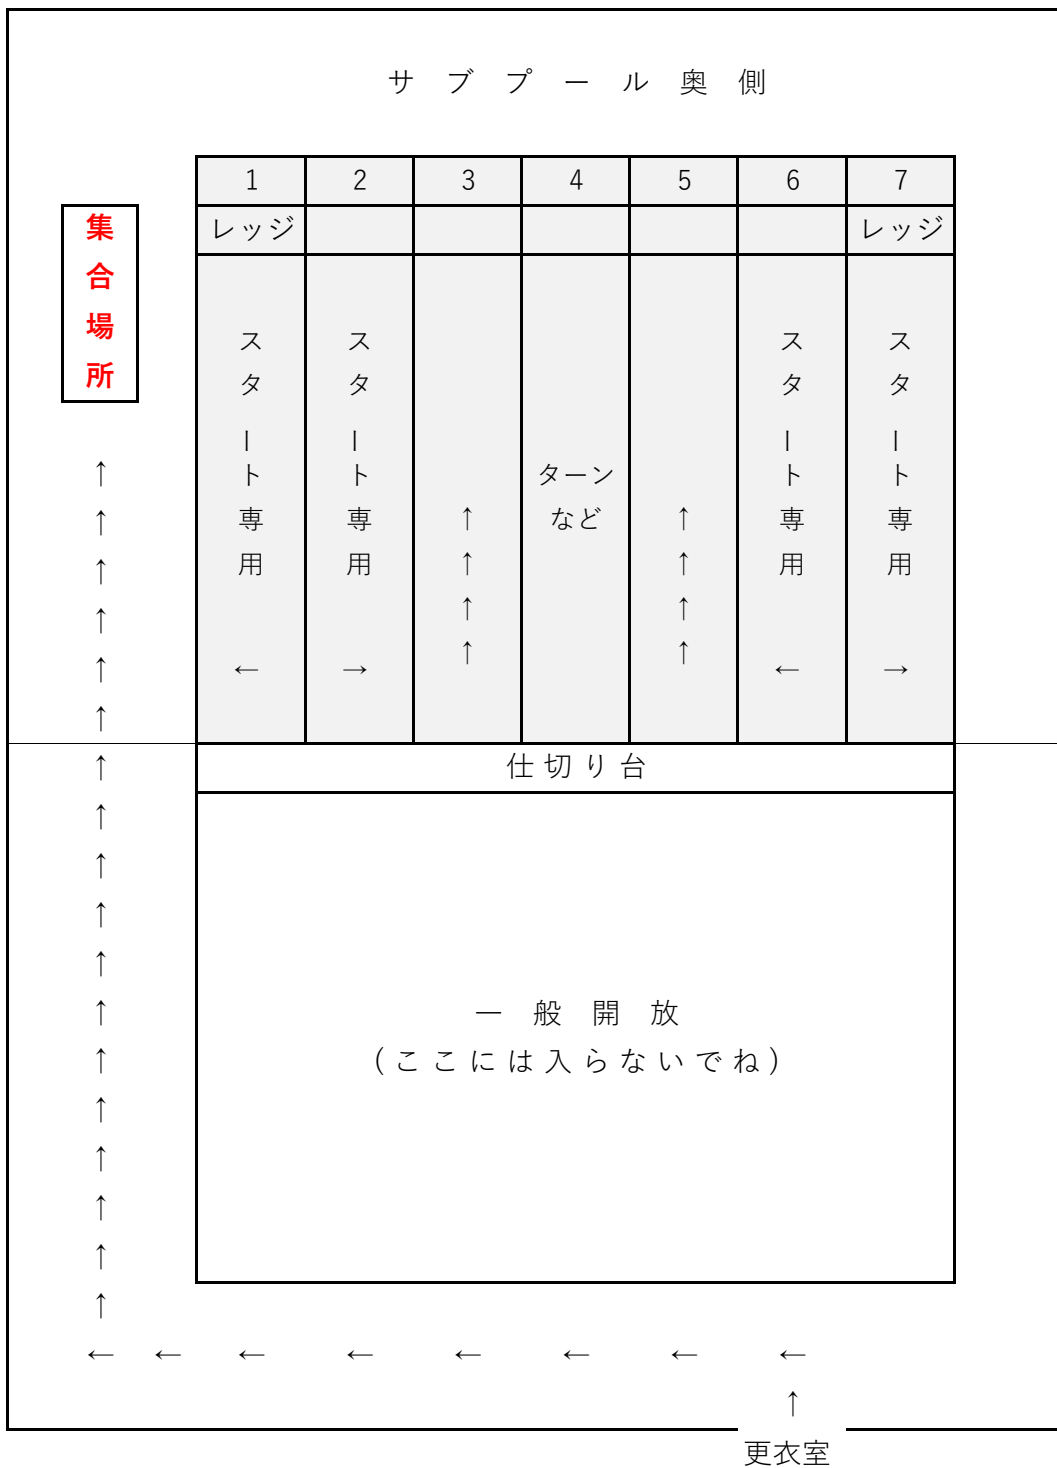 サブプール奥側
1 2 3 4 5 6 7
レッジ レッジ
集合場所
スタート専用 ←
スタート専用 →
↑↑↑↑
ターン
など
↑↑↑↑
スタート専用 ←
スタート専用 →
↑↑↑↑↑↑↑↑↑↑↑↑↑↑↑↑↑↑
仕切り台
一般開放
(ここには入らないでね)
← ← ← ← ← ← ← ←
↑
更衣室